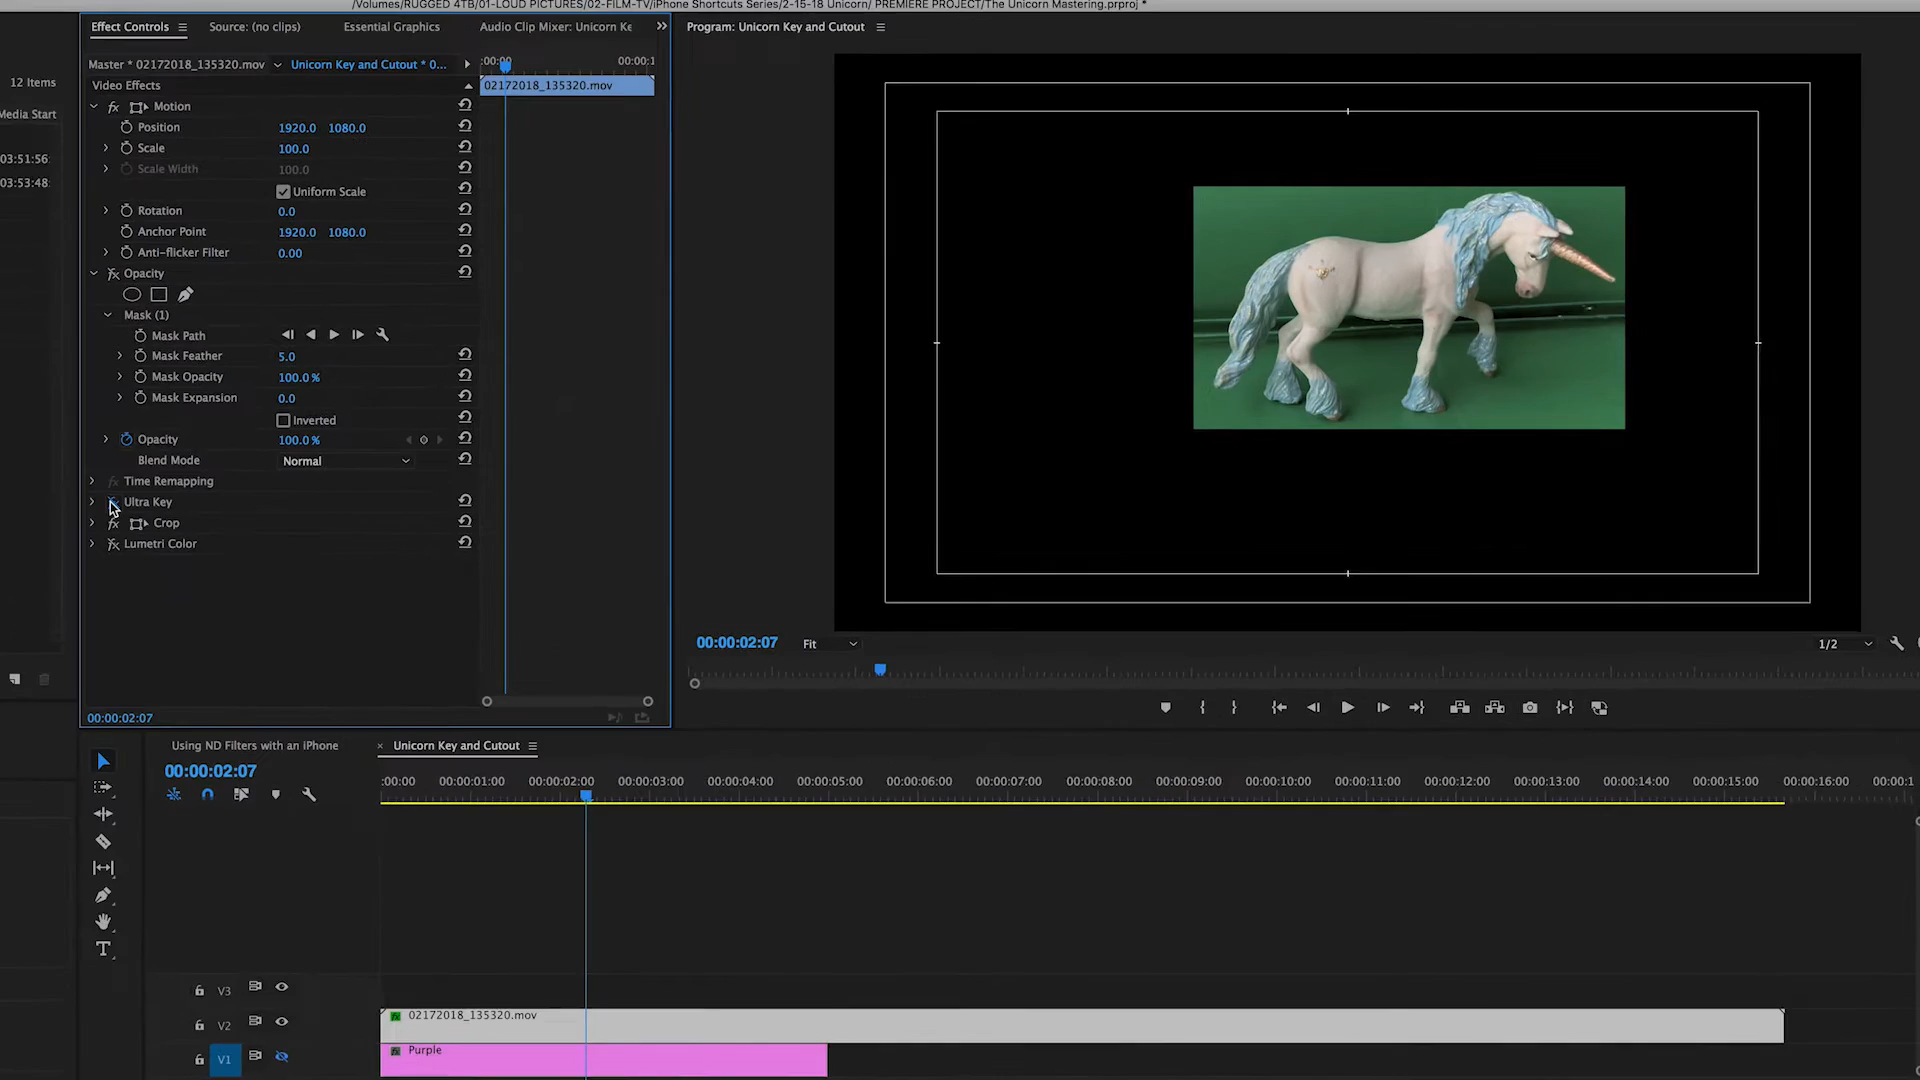 /Volumes/RUGGED 4TB/01-LOUD PICTURES/02-FILM-TV/iPhone Shortcuts Series/2-15-18 Unicorn/ PREMIERE PROJECT/The Unicorn Mastering.prproj *
Effect Controls
Source: (no clips)
Essential Graphics
Audio Clip Mixer: Unicorn Ke
Program: Unicorn Key and Cutout
Master * 02172018_135320.mov
Unicorn Key and Cutout * 0...
:00:00
00:00:1
12 Items
Video Effects
02172018_135320.mov
Media Start
Motion
Position 1920.0 1080.0
Scale 100.0
03:51:56
Scale Width 100.0
03:53:48
Uniform Scale
Rotation 0.0
Anchor Point 1920.0 1080.0
Anti-flicker Filter 0.00
fx Opacity
Mask (1)
Mask Path
Mask Feather 5.0
Mask Opacity 100.0 %
Mask Expansion 0.0
Inverted
Opacity 100.0 %
Blend Mode Normal
fx Time Remapping
Ultra Key
fx Crop
fx Lumetri Color
00:00:02:07
Fit
1/2
00:00:02:07
Using ND Filters with an iPhone
× Unicorn Key and Cutout
00:00:02:07
:00:00 00:00:01:00 00:00:02:00 00:00:03:00 00:00:04:00 00:00:05:00 00:00:06:00 00:00:07:00 00:00:08:00 00:00:09:00 00:00:10:00 00:00:11:00 00:00:12:00 00:00:13:00 00:00:14:00 00:00:15:00 00:00:16:00 00:00:1
T
V3
V2
02172018_135320.mov
V1
Purple